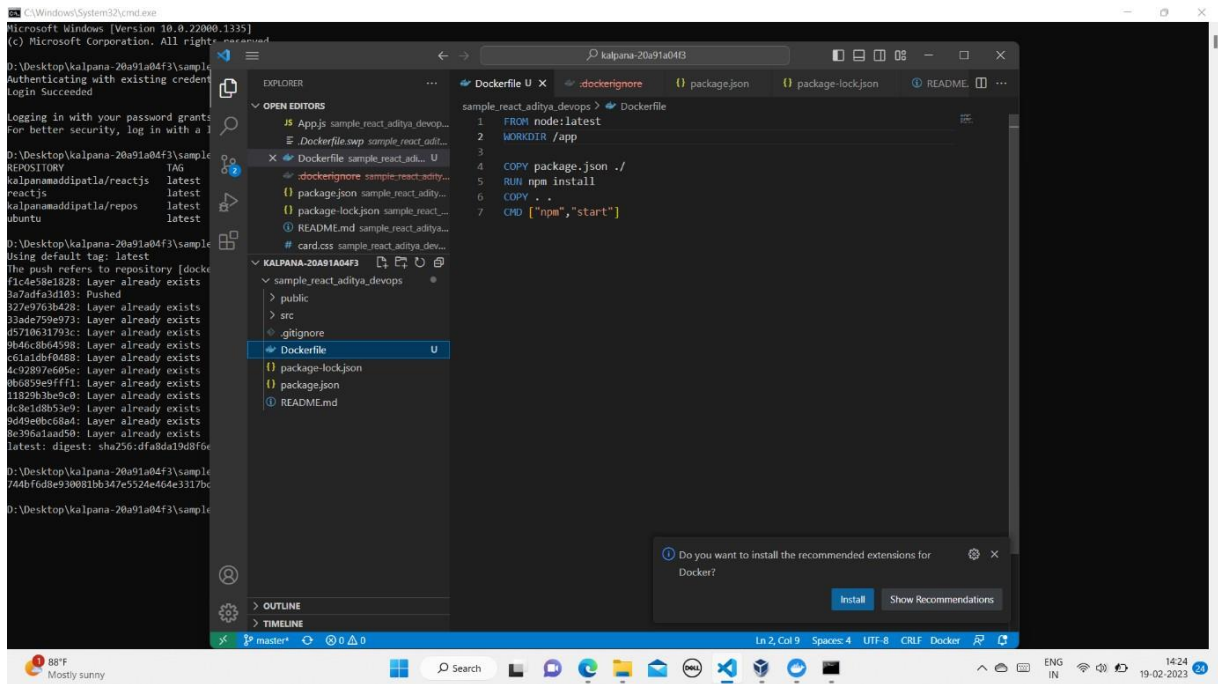 C:\Windows\System32\cmd.exe
Microsoft Windows [Version 10.0.22000.1335]
(c) Microsoft Corporation. All rights reserved
D:\Desktop\kalpana-20a91a04f3\sample
Authenticating with existing credent
Login Succeeded
Logging in with your password grants
For better security, log in with a l
D:\Desktop\kalpana-20a91a04f3\sample
REPOSITORY TAG
kalpanamaddipatla/reactjs latest
reactjs latest
kalpanamaddipatla/repos latest
ubuntu latest
D:\Desktop\kalpana-20a91a04f3\sample
Using default tag: latest
The push refers to repository [docke
f1c4e58e1828: Layer already exists
3a7adfa3d103: Pushed
327e9763b428: Layer already exists
33ade759e973: Layer already exists
d5710631793c: Layer already exists
9b46c8b64598: Layer already exists
c61a1dbf0488: Layer already exists
4c92897e605e: Layer already exists
0b6859e9fff1: Layer already exists
11829b3be9c0: Layer already exists
dc8e1d8b53e9: Layer already exists
9d49e0bc68a4: Layer already exists
8e396a1aad50: Layer already exists
latest: digest: sha256:dfa8da19d8f6e
D:\Desktop\kalpana-20a91a04f3\sample
744bf6d8e930081bb347e5524e464e3317bc
D:\Desktop\kalpana-20a91a04f3\sample
kalpana-20a91a04f3
EXPLORER ...
OPEN EDITORS
JS App.js sample_react_aditya_devop...
.Dockerfile.swp sample_react_adit...
Dockerfile sample_react_adi... U
.dockerignore sample_react_adity...
{} package.json sample_react_adity...
{} package-lock.json sample_react_...
README.md sample_react_aditya...
# card.css sample_react_aditya_dev...
KALPANA-20A91A04F3
sample_react_aditya_devops
public
src
.gitignore
Dockerfile U
{} package-lock.json
{} package.json
README.md
OUTLINE
TIMELINE
2
Dockerfile U .dockerignore {} package.json {} package-lock.json README. ...
sample_react_aditya_devops > Dockerfile
1 FROM node:latest
2 WORKDIR /app
3
4 COPY package.json ./
5 RUN npm install
6 COPY . .
7 CMD ["npm","start"]
Do you want to install the recommended extensions for
Docker?
Install Show Recommendations
master* 0 0 Ln 2, Col 9 Spaces: 4 UTF-8 CRLF Docker
1 88°F
Mostly sunny
Search
DELL
ENG
IN
14:24
19-02-2023
24